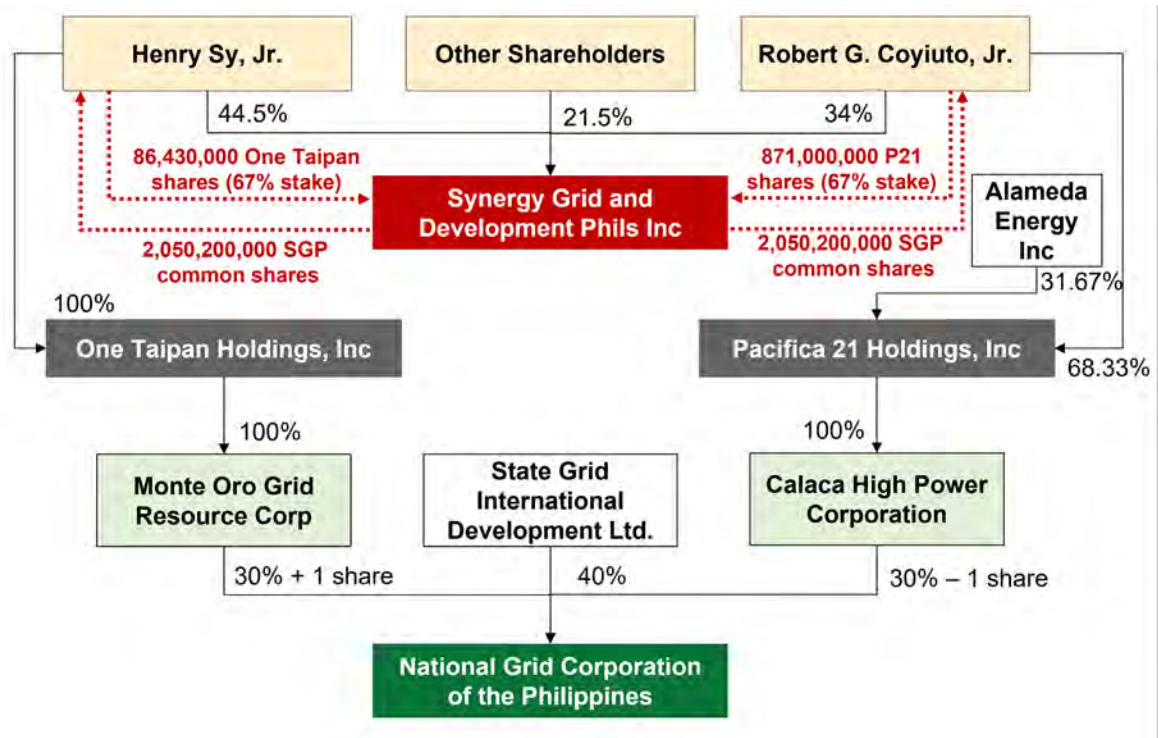 Henry Sy, Jr.
Other Shareholders
Robert G. Coyiuto, Jr.
44.5%
21.5%
34%
86,430,000 One Taipan
shares (67% stake)
871,000,000 P21
shares (67% stake)
Synergy Grid and
Development Phils Inc
Alameda
Energy
Inc
2,050,200,000 SGP
common shares
2,050,200,000 SGP
common shares
31.67%
100%
One Taipan Holdings, Inc
Pacifica 21 Holdings, Inc
68.33%
100%
100%
Monte Oro Grid
Resource Corp
State Grid
International
Development Ltd.
Calaca High Power
Corporation
30% + 1 share
40%
30% – 1 share
National Grid Corporation
of the Philippines